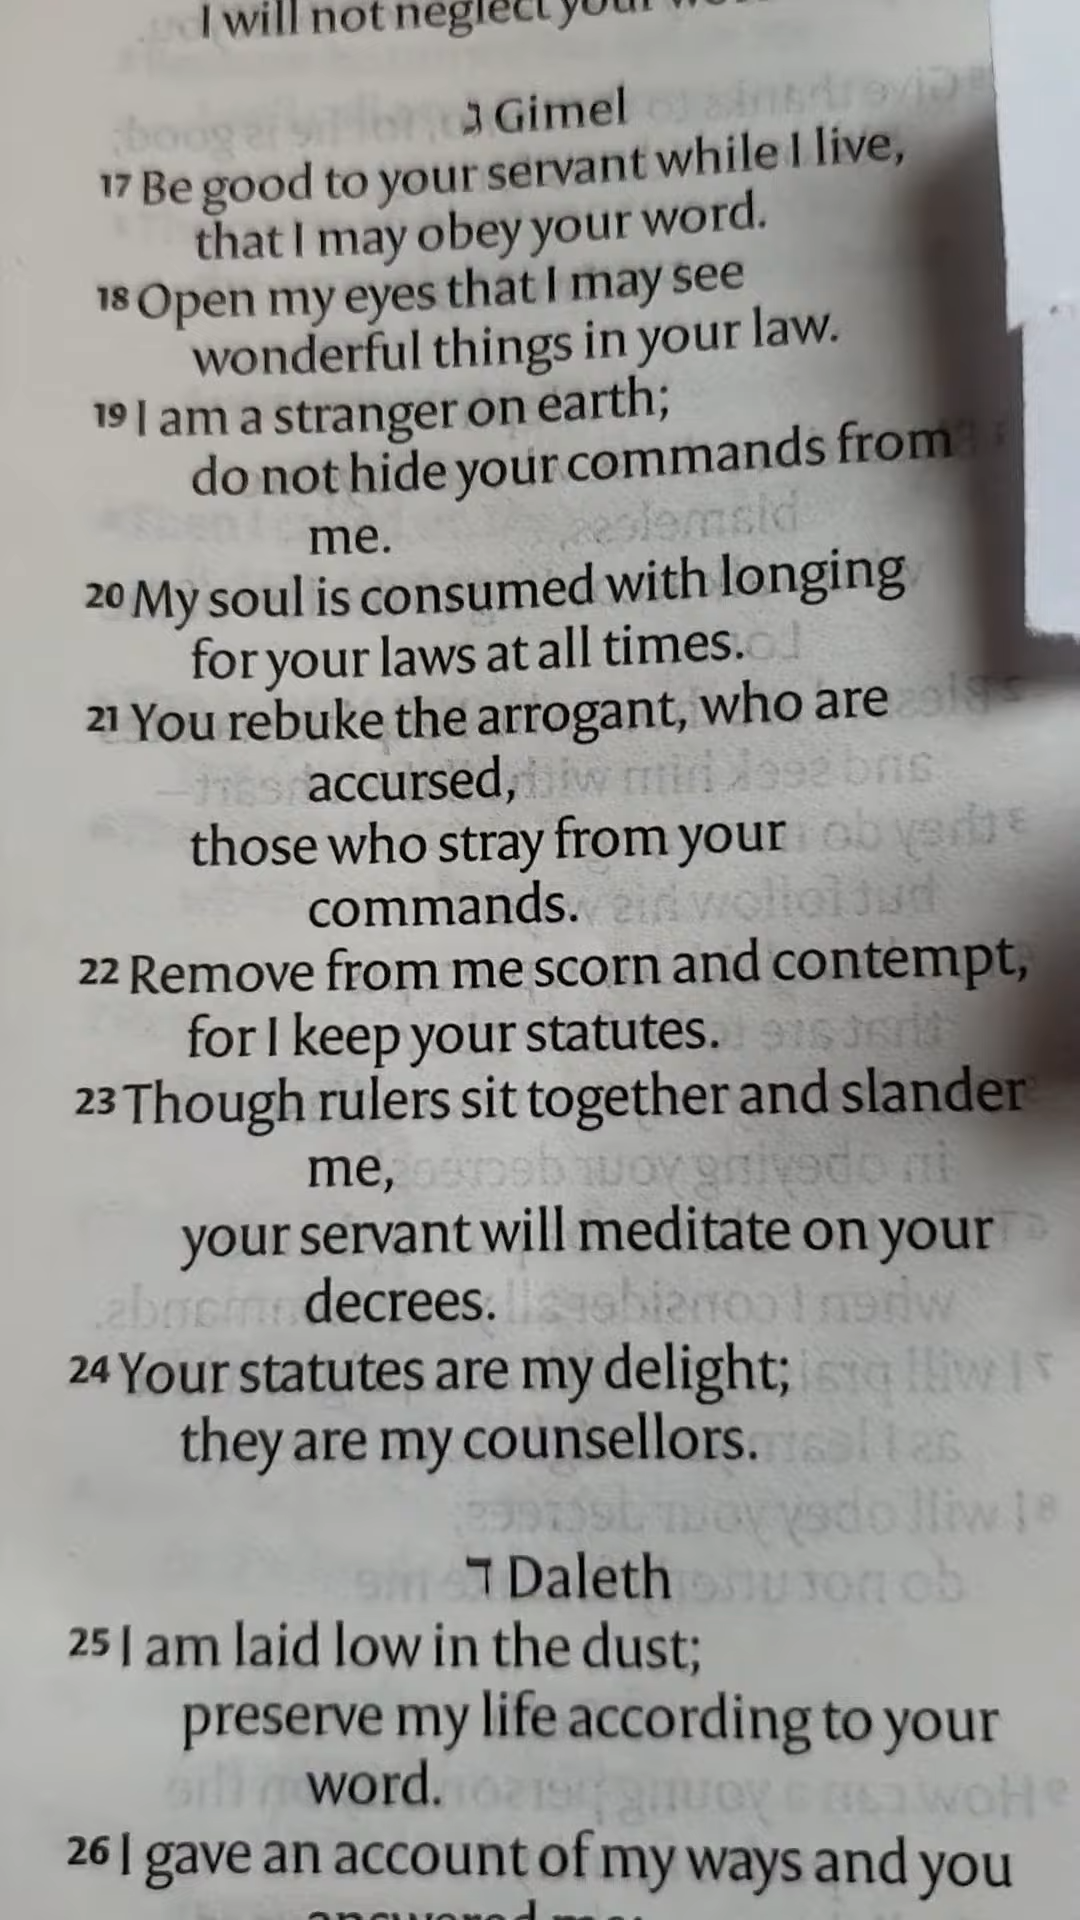 I will not neglect your
ג Gimel
17 Be good to your servant while I live,
that I may obey your word.
18 Open my eyes that I may see
wonderful things in your law.
19 I am a stranger on earth;
do not hide your commands from
me.
20 My soul is consumed with longing
for your laws at all times.
21 You rebuke the arrogant, who are
accursed,
those who stray from your
commands.
22 Remove from me scorn and contempt,
for I keep your statutes.
23 Though rulers sit together and slander
me,
your servant will meditate on your
decrees.
24 Your statutes are my delight;
they are my counsellors.
ד Daleth
25 I am laid low in the dust;
preserve my life according to your
word.
26 I gave an account of my ways and you